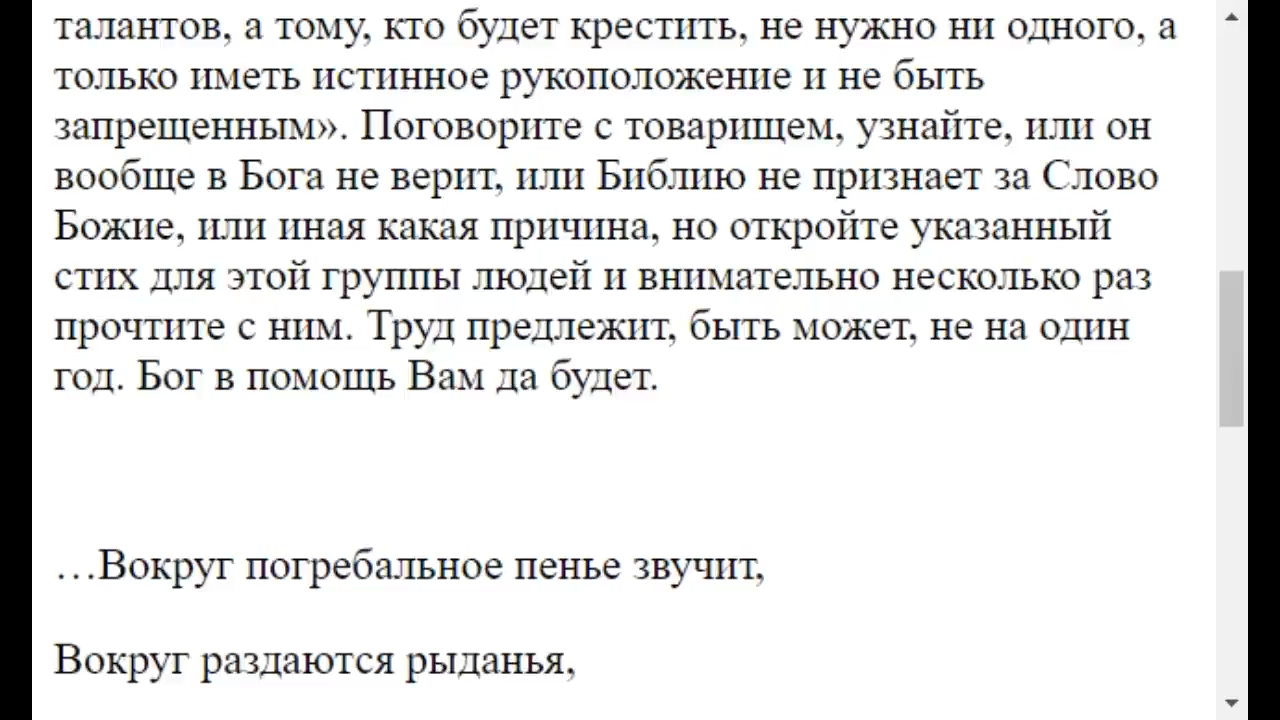 талантов, а тому, кто будет крестить, не нужно ни одного, а
только иметь истинное рукоположение и не быть
запрещенным». Поговорите с товарищем, узнайте, или он
вообще в Бога не верит, или Библию не признает за Слово
Божие, или иная какая причина, но откройте указанный
стих для этой группы людей и внимательно несколько раз
прочтите с ним. Труд предлежит, быть может, не на один
год. Бог в помощь Вам да будет.
…Вокруг погребальное пенье звучит,
Вокруг раздаются рыданья,